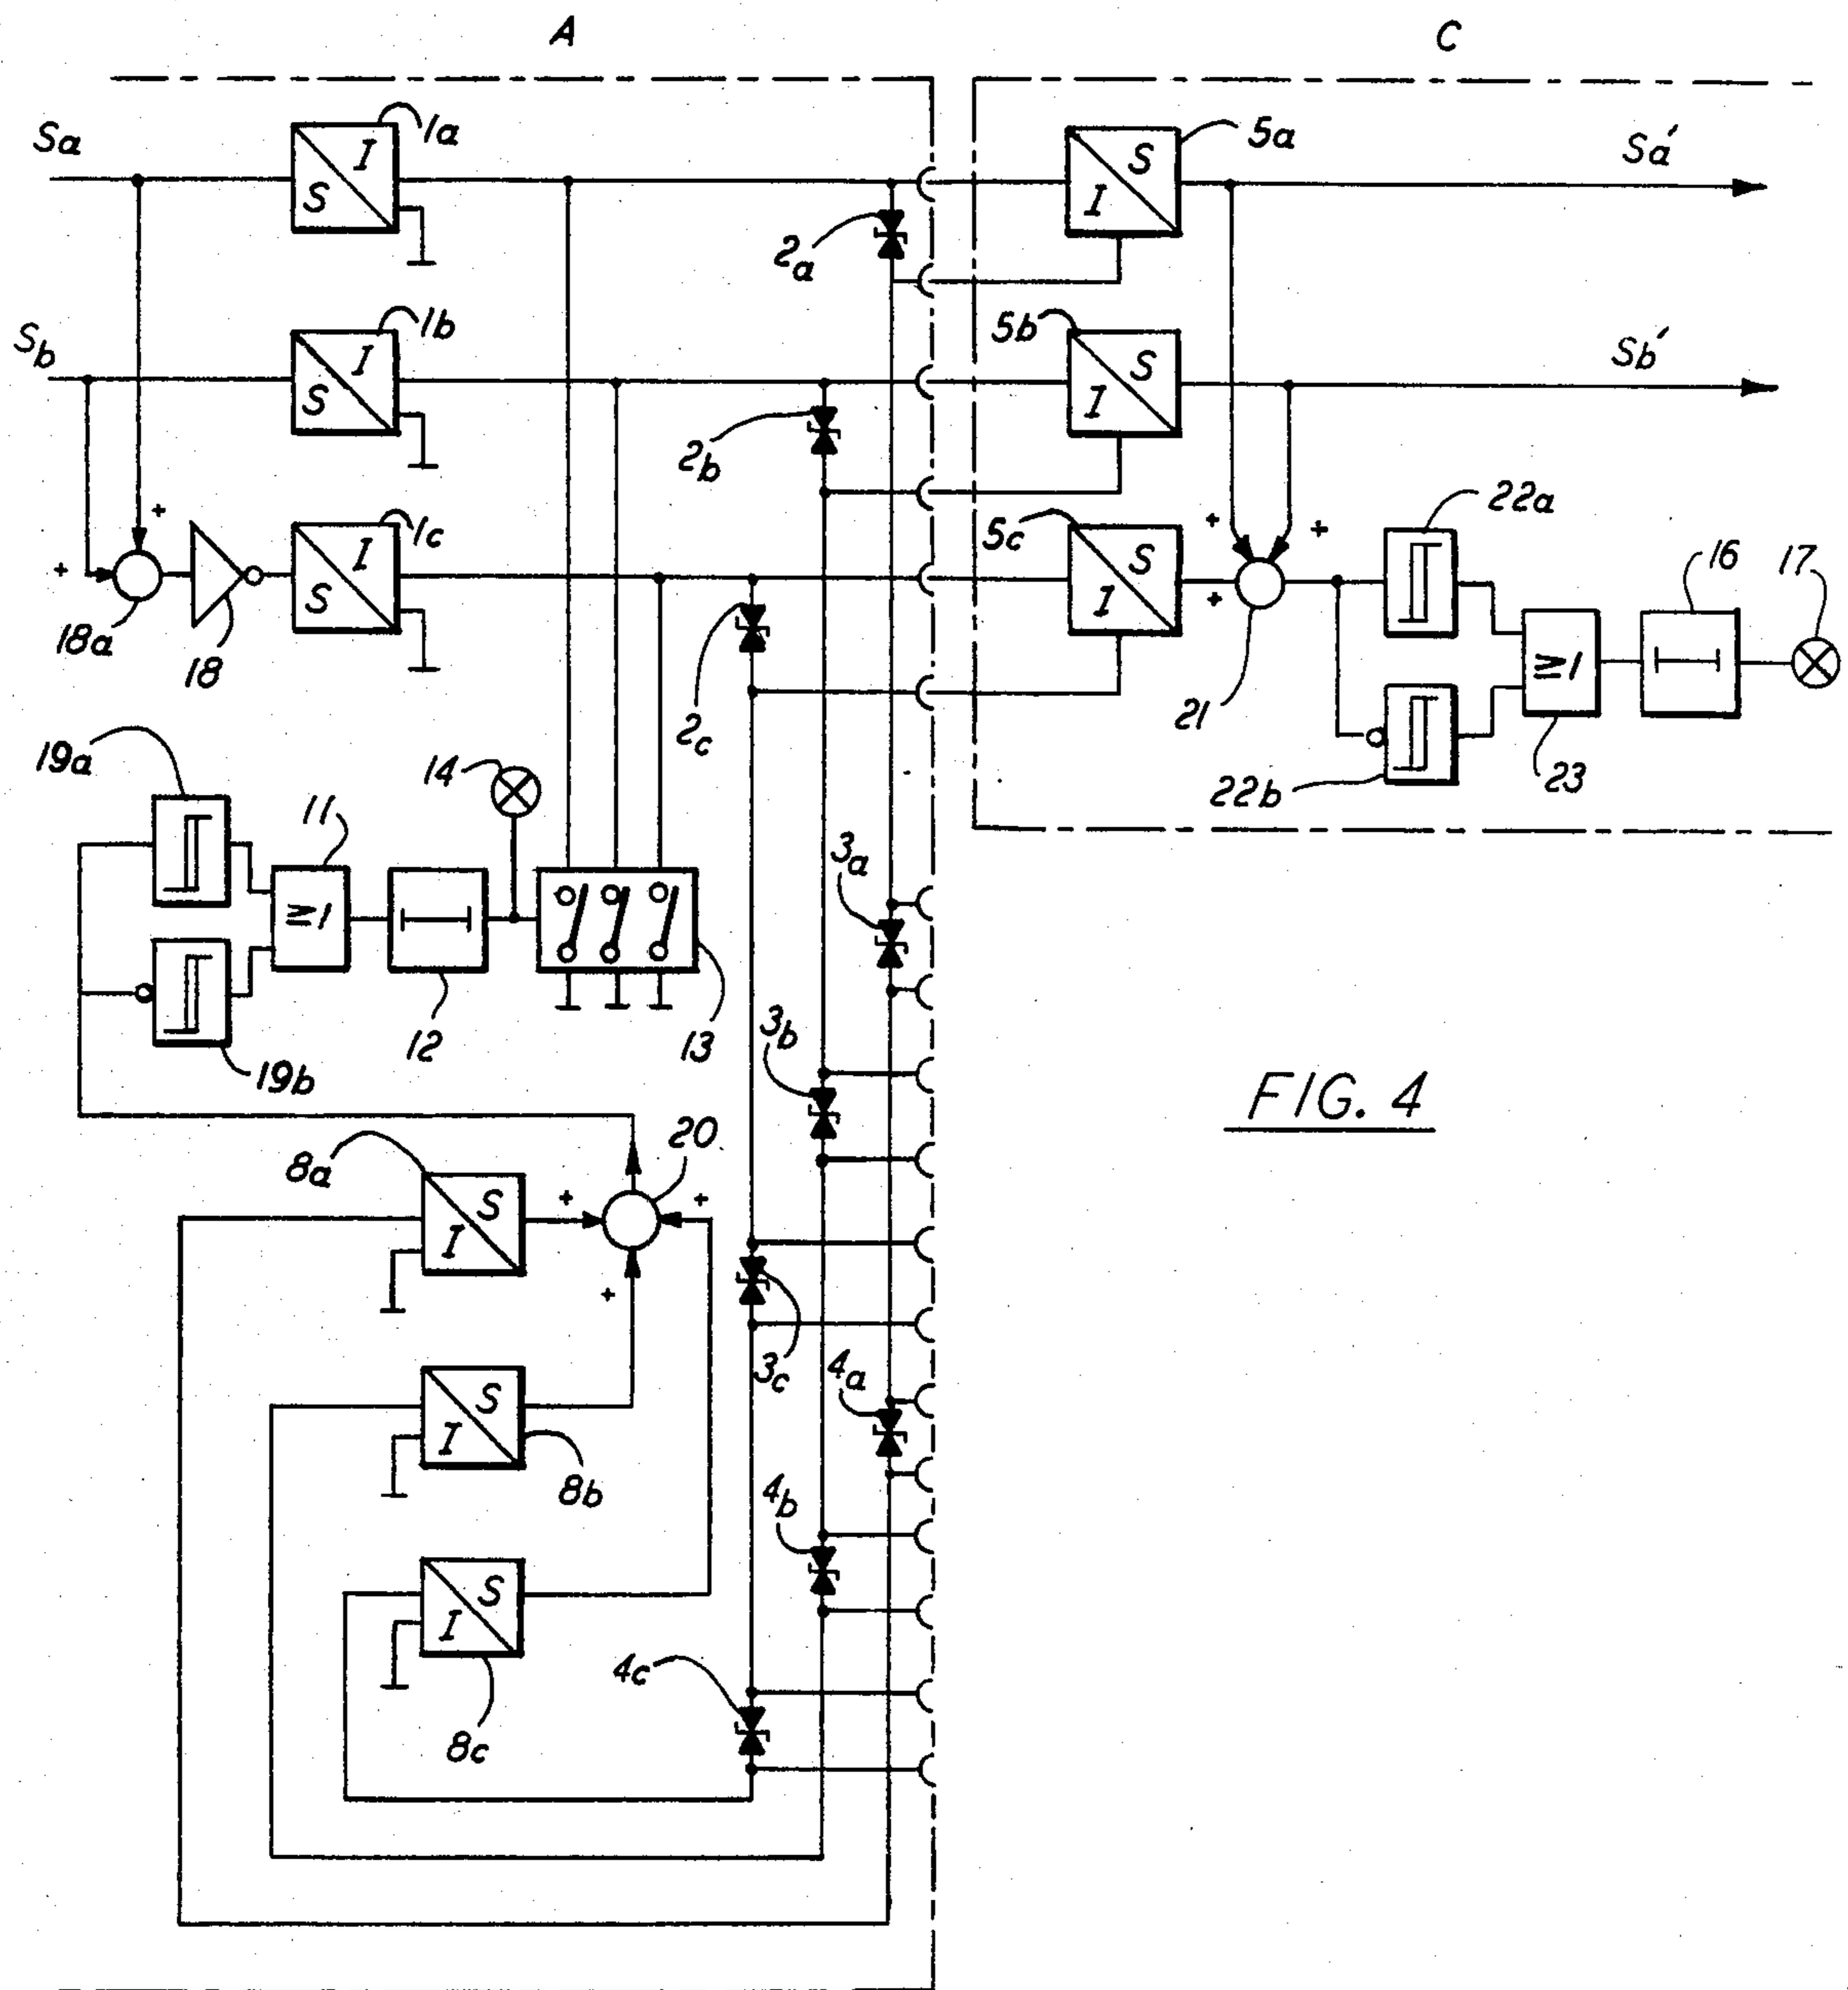 A
C
Sa
1a
I
S
5a
S
I
Sa′
2a
Sb
1b
I
S
5b
S
I
Sb′
2b
+
+
18a
18
1c
I
S
5c
S
I
+
+
+
21
22a
22b
≥1
23
16
17
2c
19a
19b
11
≥1
12
14
13
3a
3b
FIG. 4
8a
S
I
+
+
+
20
3c
8b
S
I
4a
4b
8c
S
I
4c